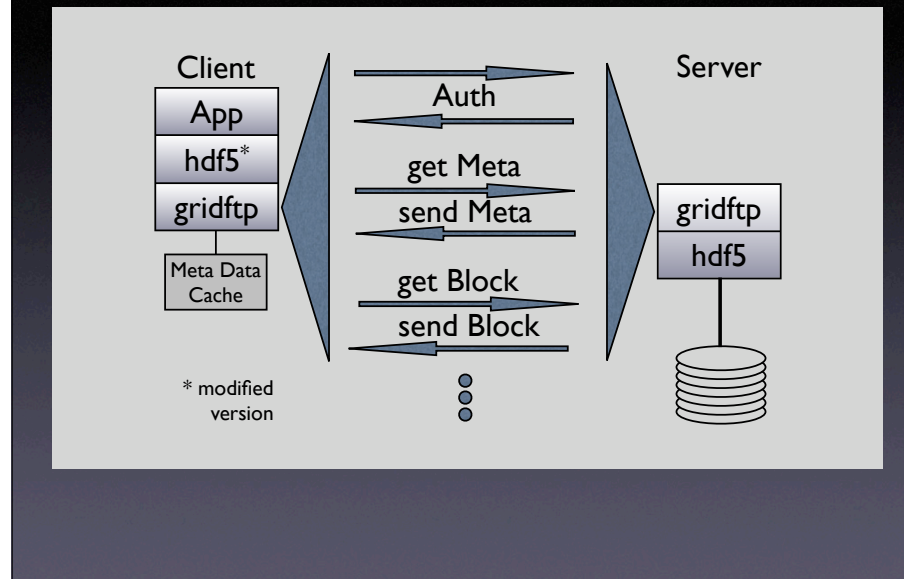 Client
App
hdf5*
gridftp
Meta Data
Cache
* modified
version
Auth
get Meta
send Meta
get Block
send Block
Server
gridftp
hdf5